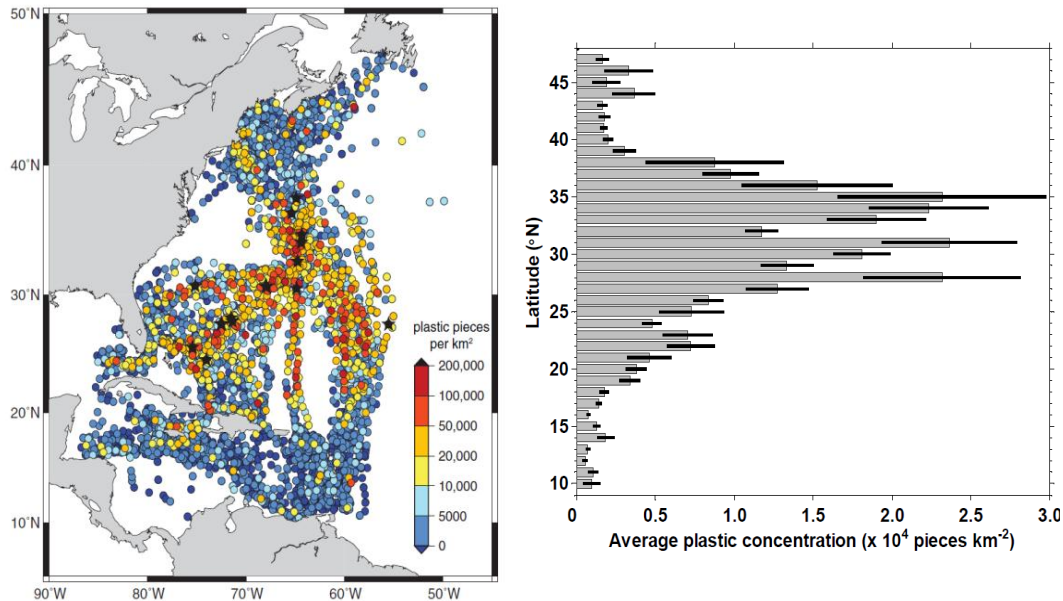 50°N
40°N
30°N
20°N
10°N
90°W 80°W 70°W 60°W 50°W
plastic pieces
per km²
200,000
100,000
50,000
20,000
10,000
5000
0
Latitude (° N)
45
40
35
30
25
20
15
10
0 0.5 1.0 1.5 2.0 2.5 3.0
Average plastic concentration (x 10⁴ pieces km⁻²)